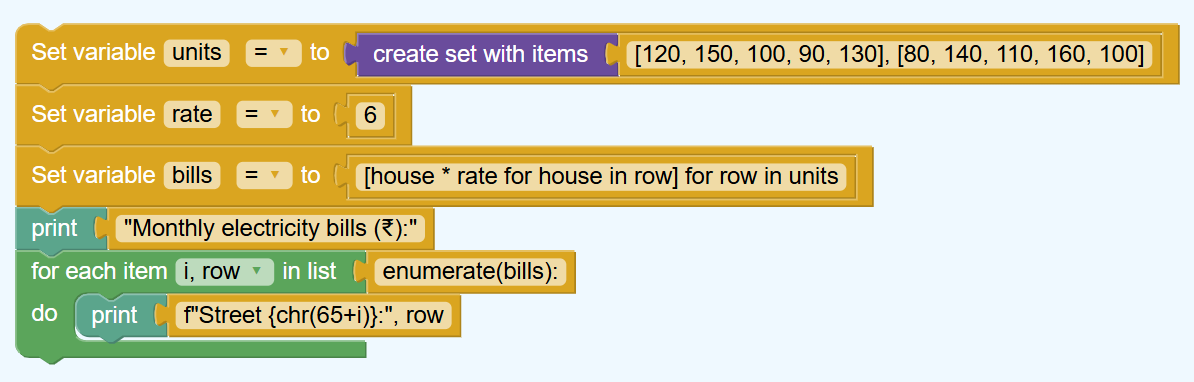 Set variable units = to create set with items [120, 150, 100, 90, 130], [80, 140, 110, 160, 100]
Set variable rate = to 6
Set variable bills = to [house * rate for house in row] for row in units
print "Monthly electricity bills (₹):"
for each item i, row in list enumerate(bills):
do print f"Street {chr(65+i)}:", row